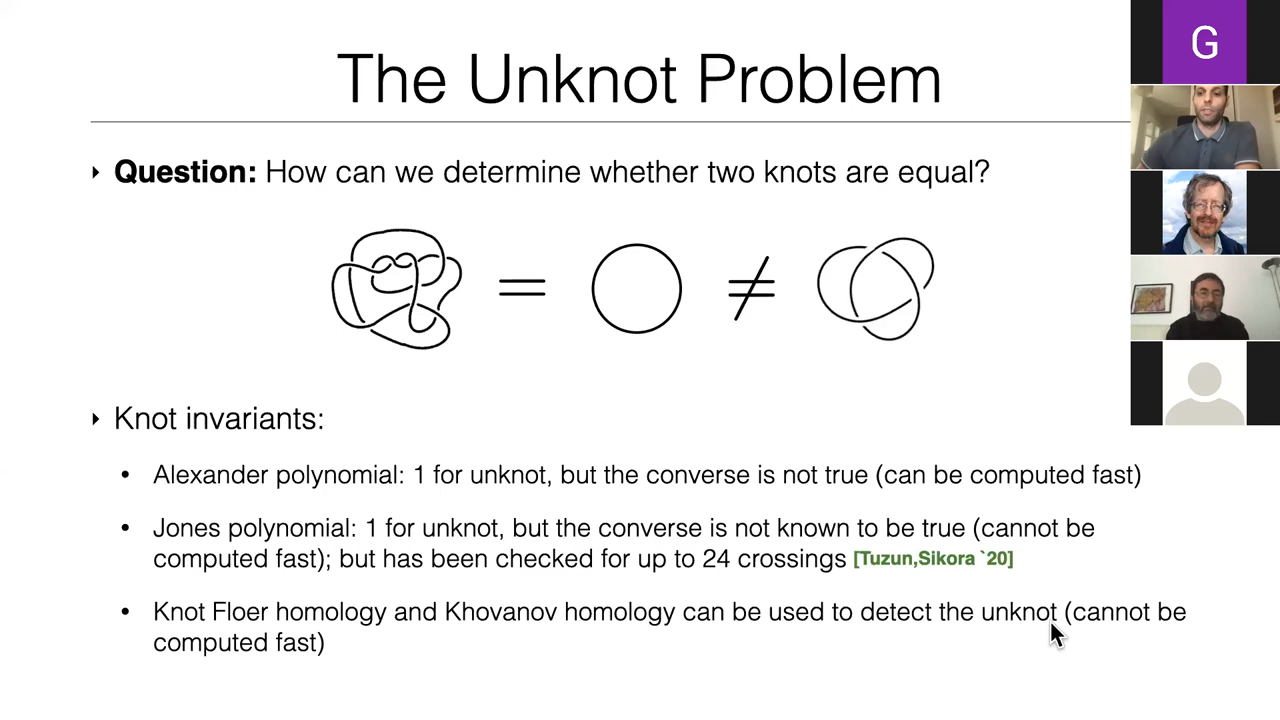 The Unknot Problem
G
‣ Question: How can we determine whether two knots are equal?
= ≠
‣ Knot invariants:
• Alexander polynomial: 1 for unknot, but the converse is not true (can be computed fast)
• Jones polynomial: 1 for unknot, but the converse is not known to be true (cannot be
computed fast); but has been checked for up to 24 crossings [Tuzun,Sikora `20]
• Knot Floer homology and Khovanov homology can be used to detect the unknot (cannot be
computed fast)